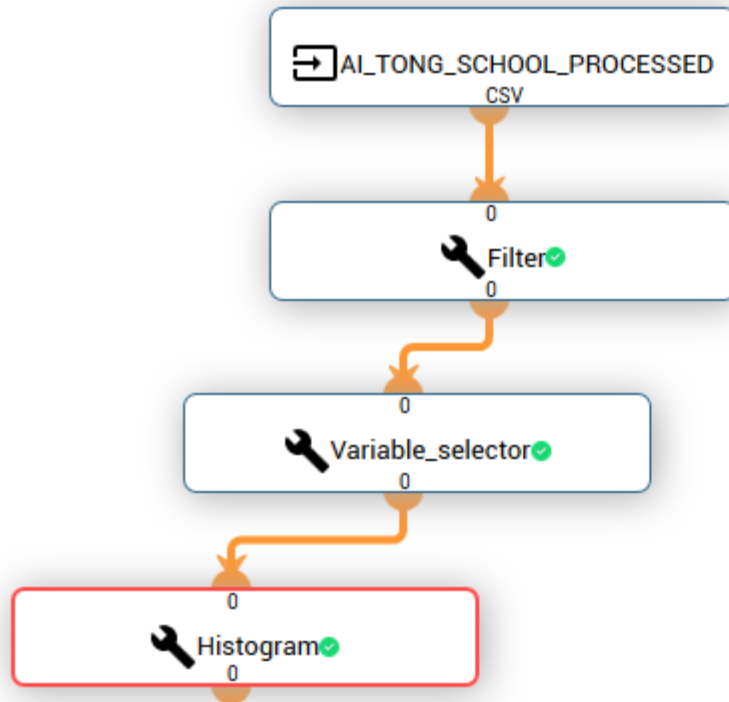 AI_TONG_SCHOOL_PROCESSED
CSV
0
Filter
0
0
Variable_selector
0
0
Histogram
0